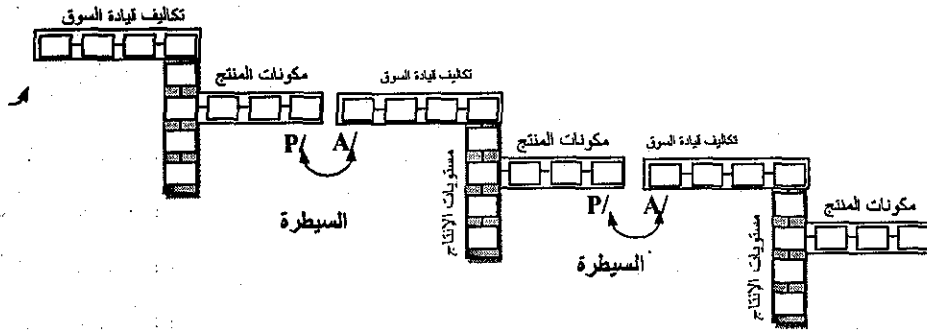 تكاليف قيادة السوق
مكونات المنتج
تكاليف قيادة السوق
P/ A/
السيطرة
مستويات الإنتاج
مكونات المنتج
تكاليف قيادة السوق
P/ A/
السيطرة
مستويات الإنتاج
مكونات المنتج